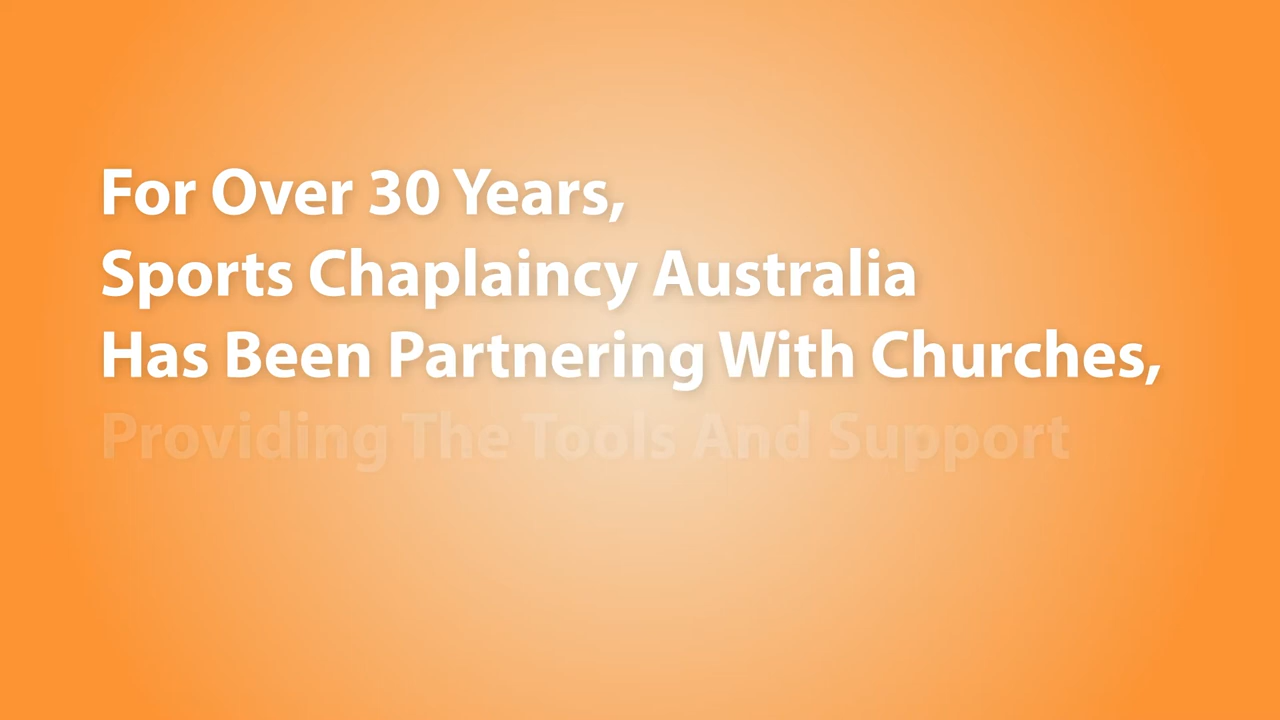 For Over 30 Years,
Sports Chaplaincy Australia
Has Been Partnering With Churches,
Providing The Tools And Support